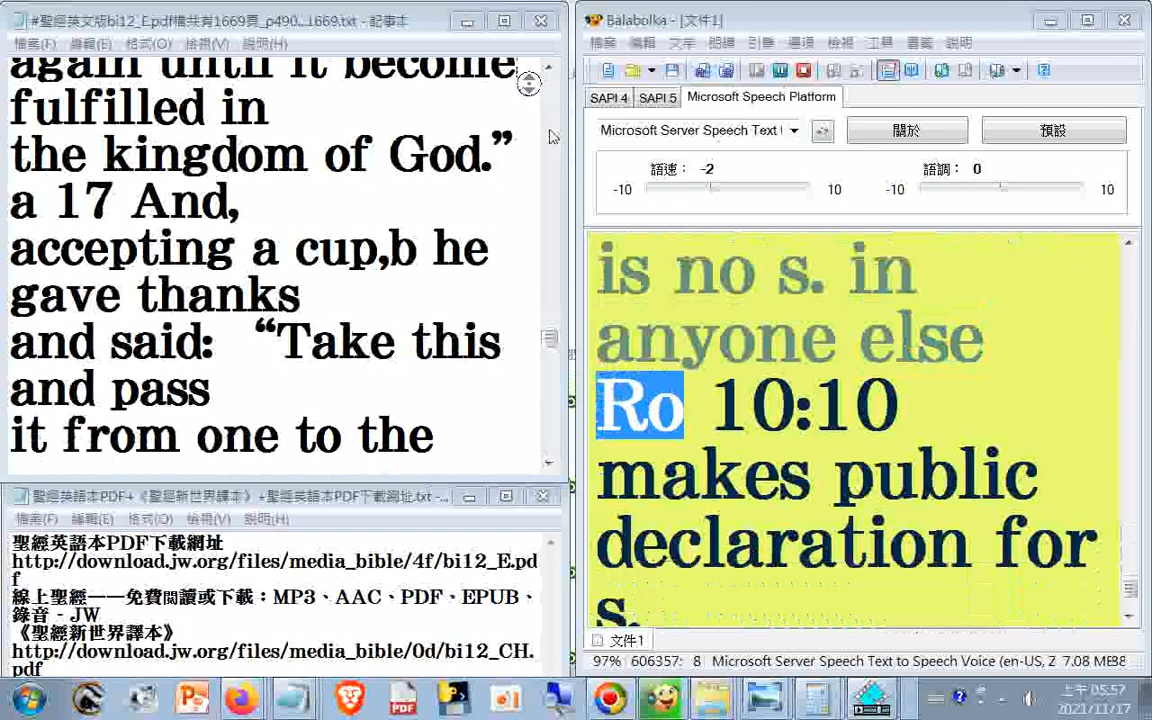 #聖經英文版bi12_E.pdf檔共有1669頁_p490...1669.txt - 記事本
檔案(F) 編輯(E) 格式(O) 檢視(V) 說明(H)
again until it become
fulfilled in
the kingdom of God.”
a 17 And,
accepting a cup,b he
gave thanks
and said: “Take this
and pass
it from one to the
聖經英語本PDF+《聖經新世界譯本》+聖經英語本PDF下載網址.txt - ...
檔案(F) 編輯(E) 格式(O) 檢視(V) 說明(H)
聖經英語本PDF下載網址
http://download.jw.org/files/media_bible/4f/bi12_E.pd
f
線上聖經——免費閱讀或下載：MP3、AAC、PDF、EPUB、
錄音 - JW
《聖經新世界譯本》
http://download.jw.org/files/media_bible/0d/bi12_CH.
pdf
Balabolka - [文件1]
檔案 編輯 文字 朗讀 引擎 選項 檢視 工具 書籤 說明
SAPI 4 SAPI 5 Microsoft Speech Platform
Microsoft Server Speech Text 關於 預設
語速： -2 語調： 0
-10 10 -10 10
is no s. in
anyone else
Ro 10:10
makes public
declaration for
s.
文件1
97% 606357: 8 Microsoft Server Speech Text to Speech Voice (en-US, Z 7.08 MB
上午 05:57
2021/11/17